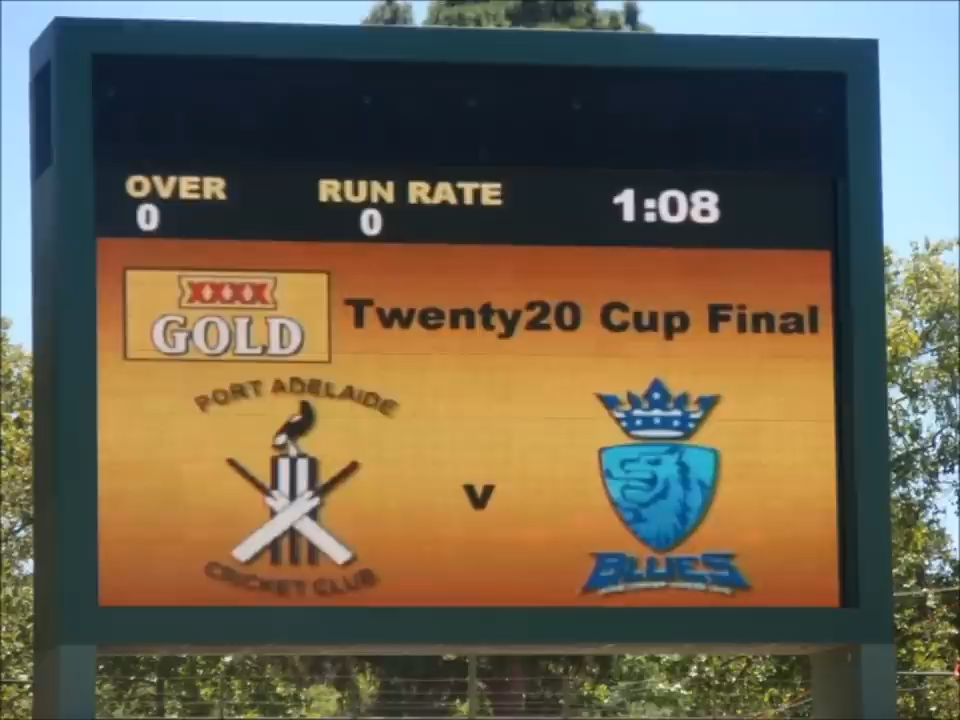 OVER
0
RUN RATE
0
1:08
XXXX
GOLD
Twenty20 Cup Final
PORT ADELAIDE
CRICKET CLUB
v
BLUES